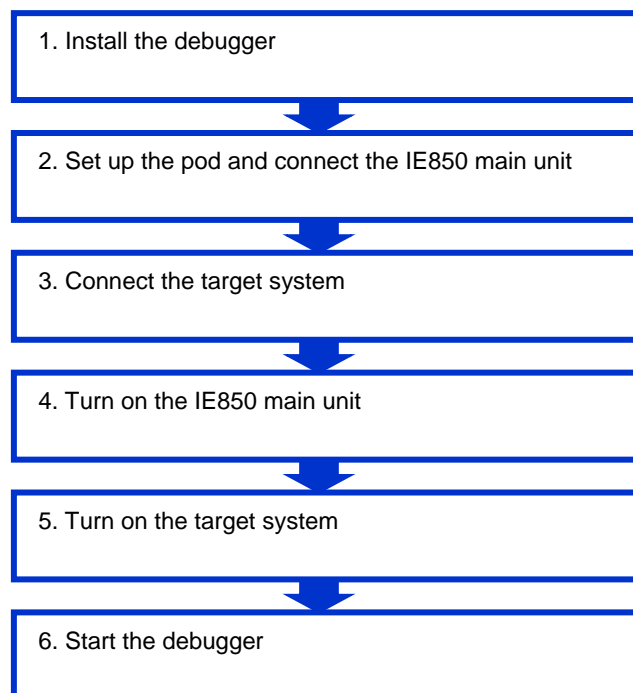 1. Install the debugger
2. Set up the pod and connect the IE850 main unit
3. Connect the target system
4. Turn on the IE850 main unit
5. Turn on the target system
6. Start the debugger